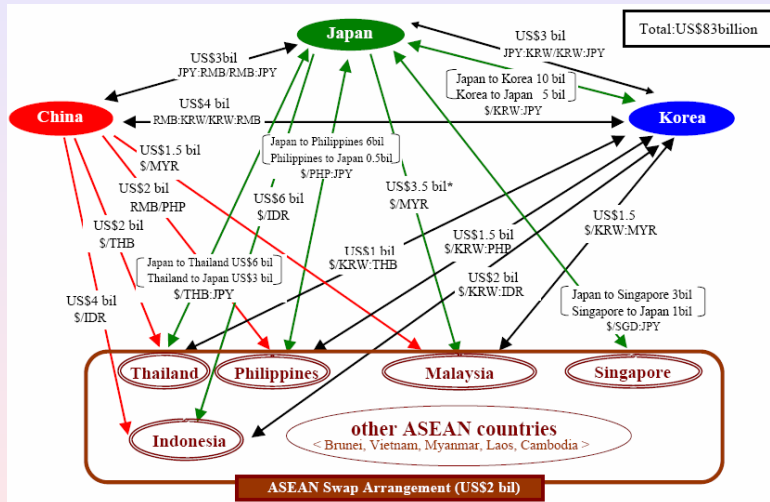 Total:US$83billion
Japan
US$3bil
JPY:RMB/RMB:JPY
US$3 bil
JPY:KRW/KRW:JPY
Japan to Korea 10 bil
Korea to Japan 5 bil
$/KRW:JPY
China
US$4 bil
RMB:KRW/KRW:RMB
Korea
US$1.5 bil
$/MYR
Japan to Philippines 6bil
Philippines to Japan 0.5bil
$/PHP:JPY
US$2 bil
RMB/PHP
US$6 bil
$/IDR
US$3.5 bil*
$/MYR
US$2 bil
$/THB
US$1.5
$/KRW:MYR
US$1 bil
$/KRW:THB
US$1.5 bil
$/KRW:PHP
Japan to Thailand US$6 bil
Thailand to Japan US$3 bil
$/THB:JPY
US$2 bil
$/KRW:IDR
US$4 bil
$/IDR
Japan to Singapore 3bil
Singapore to Japan 1bil
$/SGD:JPY
Thailand
Philippines
Malaysia
Singapore
Indonesia
other ASEAN countries
< Brunei, Vietnam, Myanmar, Laos, Cambodia >
ASEAN Swap Arrangement (US$2 bil)